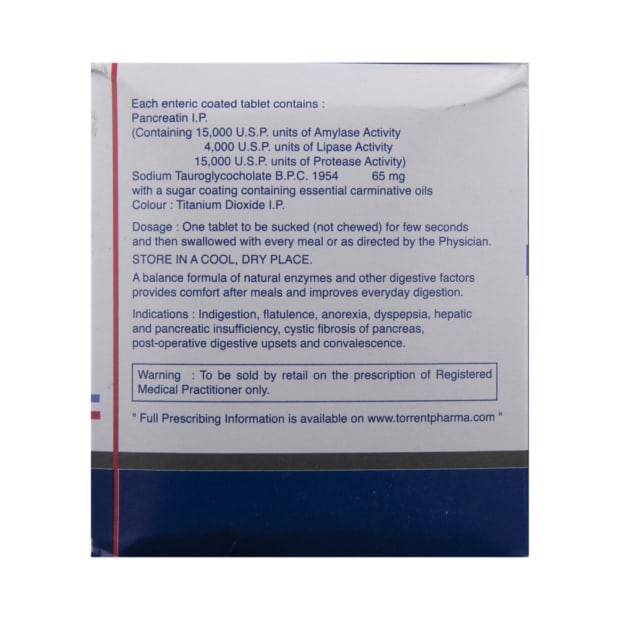 Each enteric coated tablet contains :
Pancreatin I.P.
(Containing 15,000 U.S.P. units of Amylase Activity
4,000 U.S.P. units of Lipase Activity
15,000 U.S.P. units of Protease Activity)
Sodium Tauroglycocholate B.P.C. 1954 65 mg
with a sugar coating containing essential carminative oils
Colour : Titanium Dioxide I.P.
Dosage : One tablet to be sucked (not chewed) for few seconds
and then swallowed with every meal or as directed by the Physician.
STORE IN A COOL, DRY PLACE.
A balance formula of natural enzymes and other digestive factors
provides comfort after meals and improves everyday digestion.
Indications : Indigestion, flatulence, anorexia, dyspepsia, hepatic
and pancreatic insufficiency, cystic fibrosis of pancreas,
post-operative digestive upsets and convalescence.
Warning : To be sold by retail on the prescription of Registered
Medical Practitioner only.
" Full Prescribing Information is available on www.torrentpharma.com "